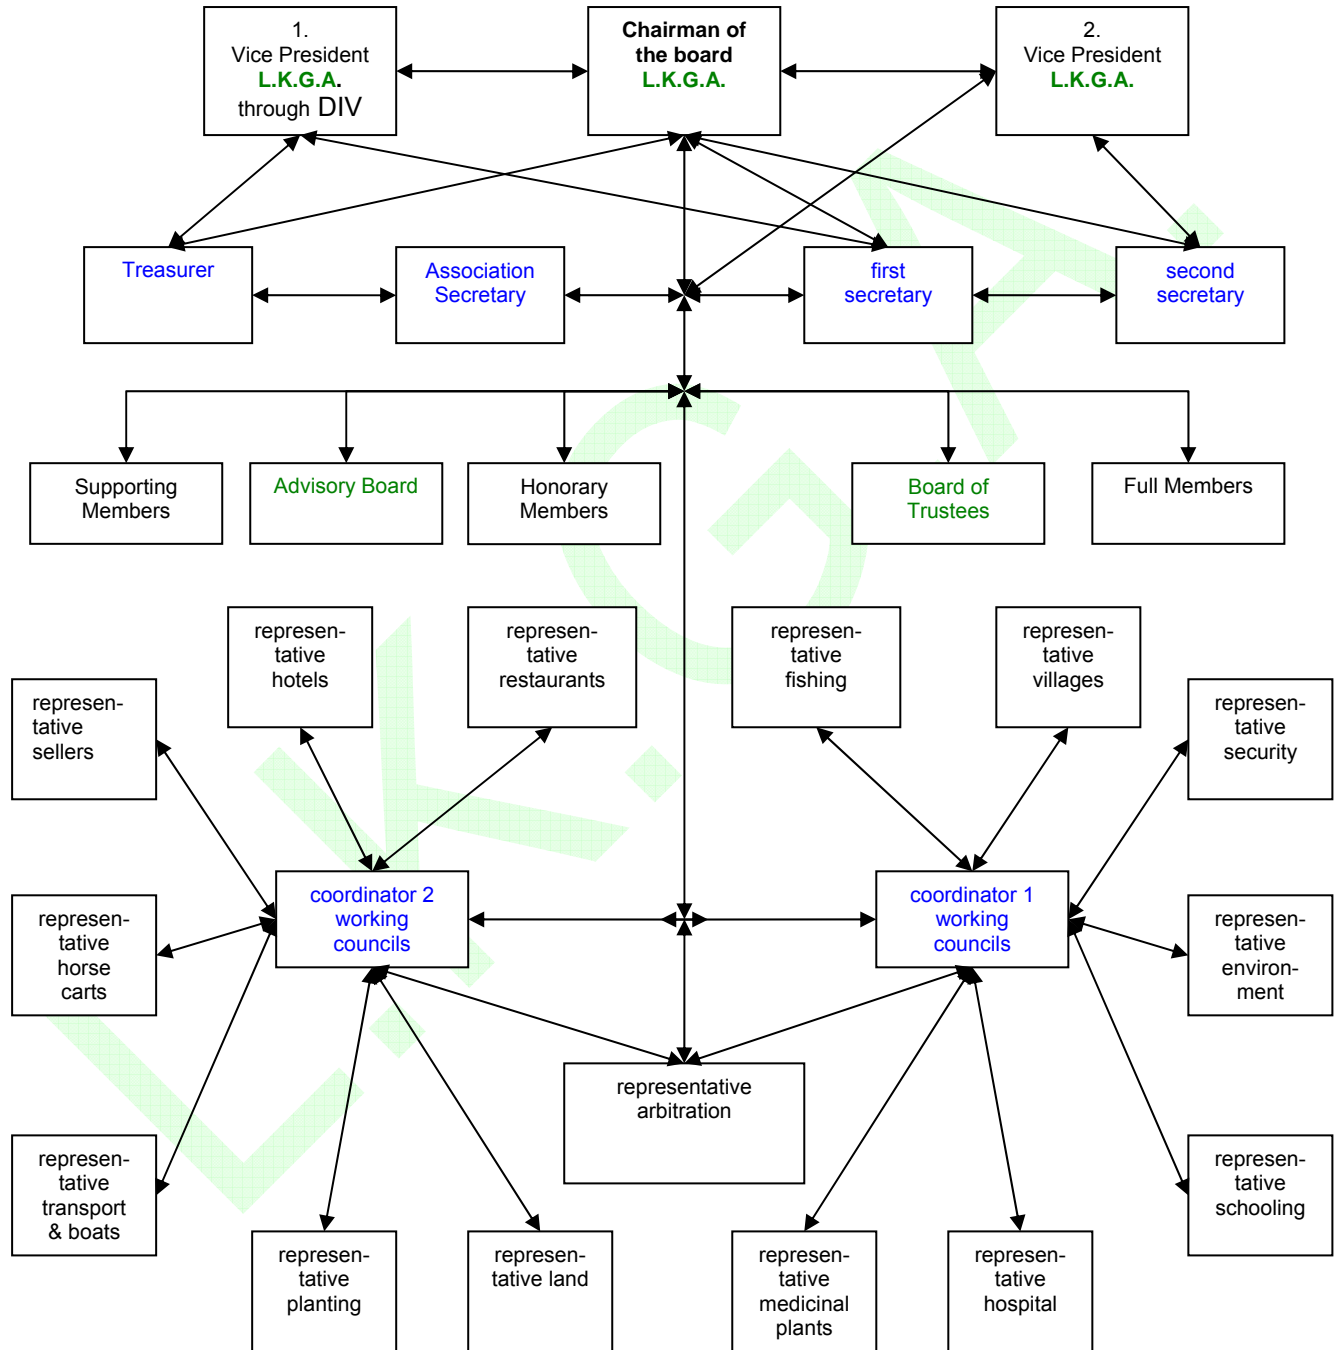 1.
Vice President
L.K.G.A.
through DIV
Chairman of
the board
L.K.G.A.
2.
Vice President
L.K.G.A.
Treasurer
Association
Secretary
first
secretary
second
secretary
Supporting
Members
Advisory Board
Honorary
Members
Board of
Trustees
Full Members
represen-
tative
hotels
represen-
tative
restaurants
represen-
tative
fishing
represen-
tative
villages
represen-
tative
sellers
represen-
tative
security
coordinator 2
working
councils
coordinator 1
working
councils
represen-
tative
horse
carts
represen-
tative
environ-
ment
representative
arbitration
represen-
tative
transport
& boats
represen-
tative
schooling
represen-
tative
planting
represen-
tative land
represen-
tative
medicinal
plants
represen-
tative
hospital
L.K.G.A.